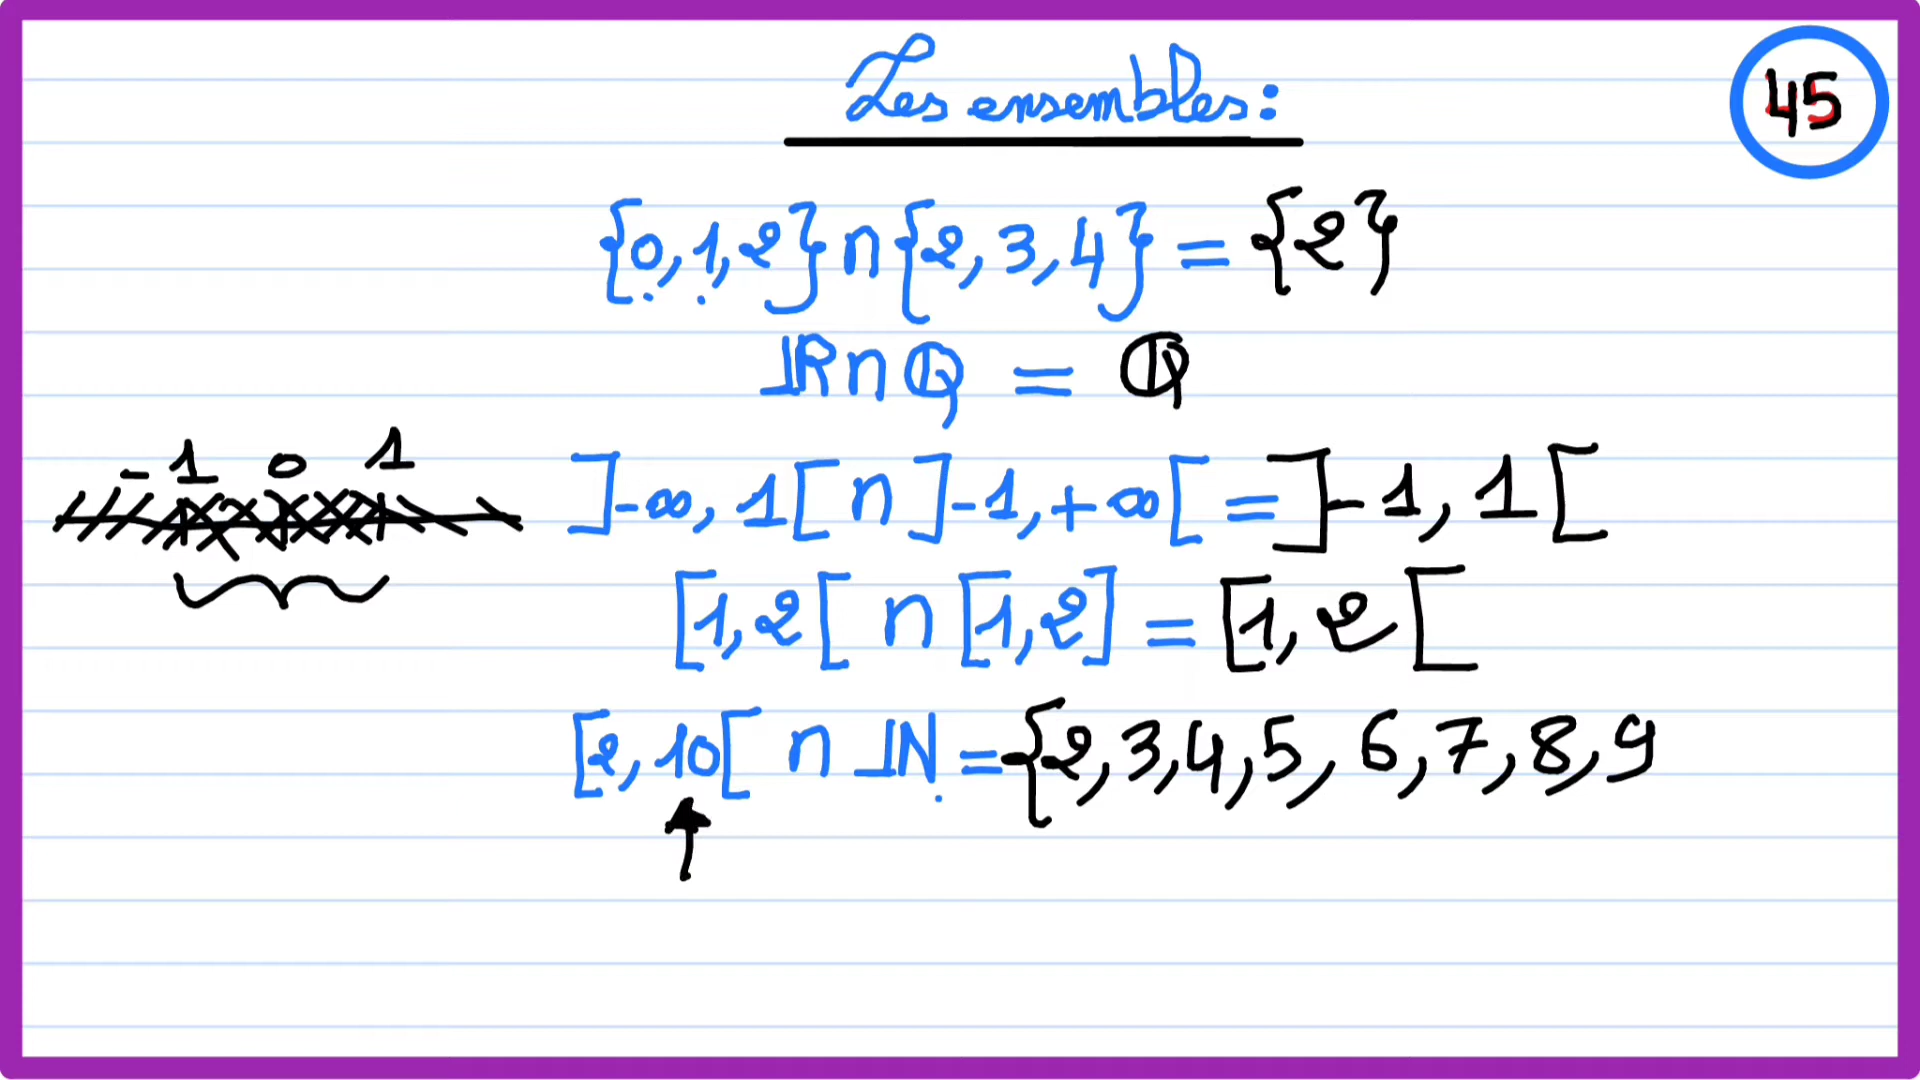 Les ensembles:
45
{0,1,2} ∩ {2,3,4} = {2}
ℝ ∩ ℚ = ℚ
-1 0 1
]-∞, 1[ ∩ ]-1, +∞[ = ]-1, 1[
[1,2[ ∩ [1,2] = [1, 2[
[2, 10[ ∩ ℕ = {2,3,4,5, 6,7,8,9